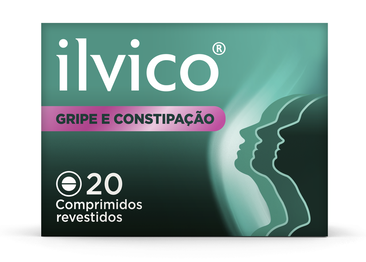 ilvico®
GRIPE E CONSTIPAÇÃO
20
Comprimidos
revestidos